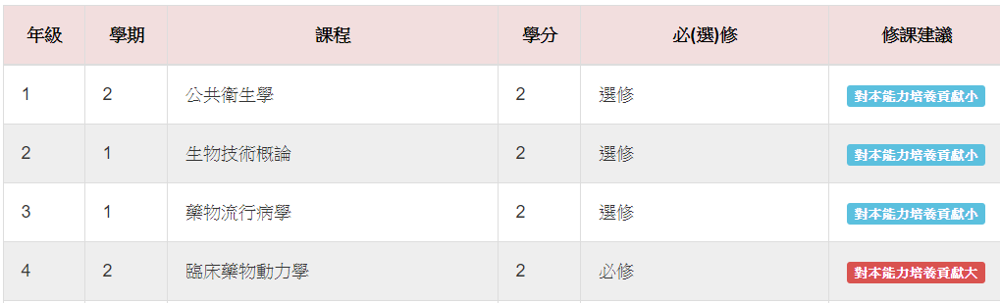 年級 學期 課程 學分 必(選)修 修課建議
1 2 公共衛生學 2 選修 對本能力培養貢獻小
2 1 生物技術概論 2 選修 對本能力培養貢獻小
3 1 藥物流行病學 2 選修 對本能力培養貢獻小
4 2 臨床藥物動力學 2 必修 對本能力培養貢獻大